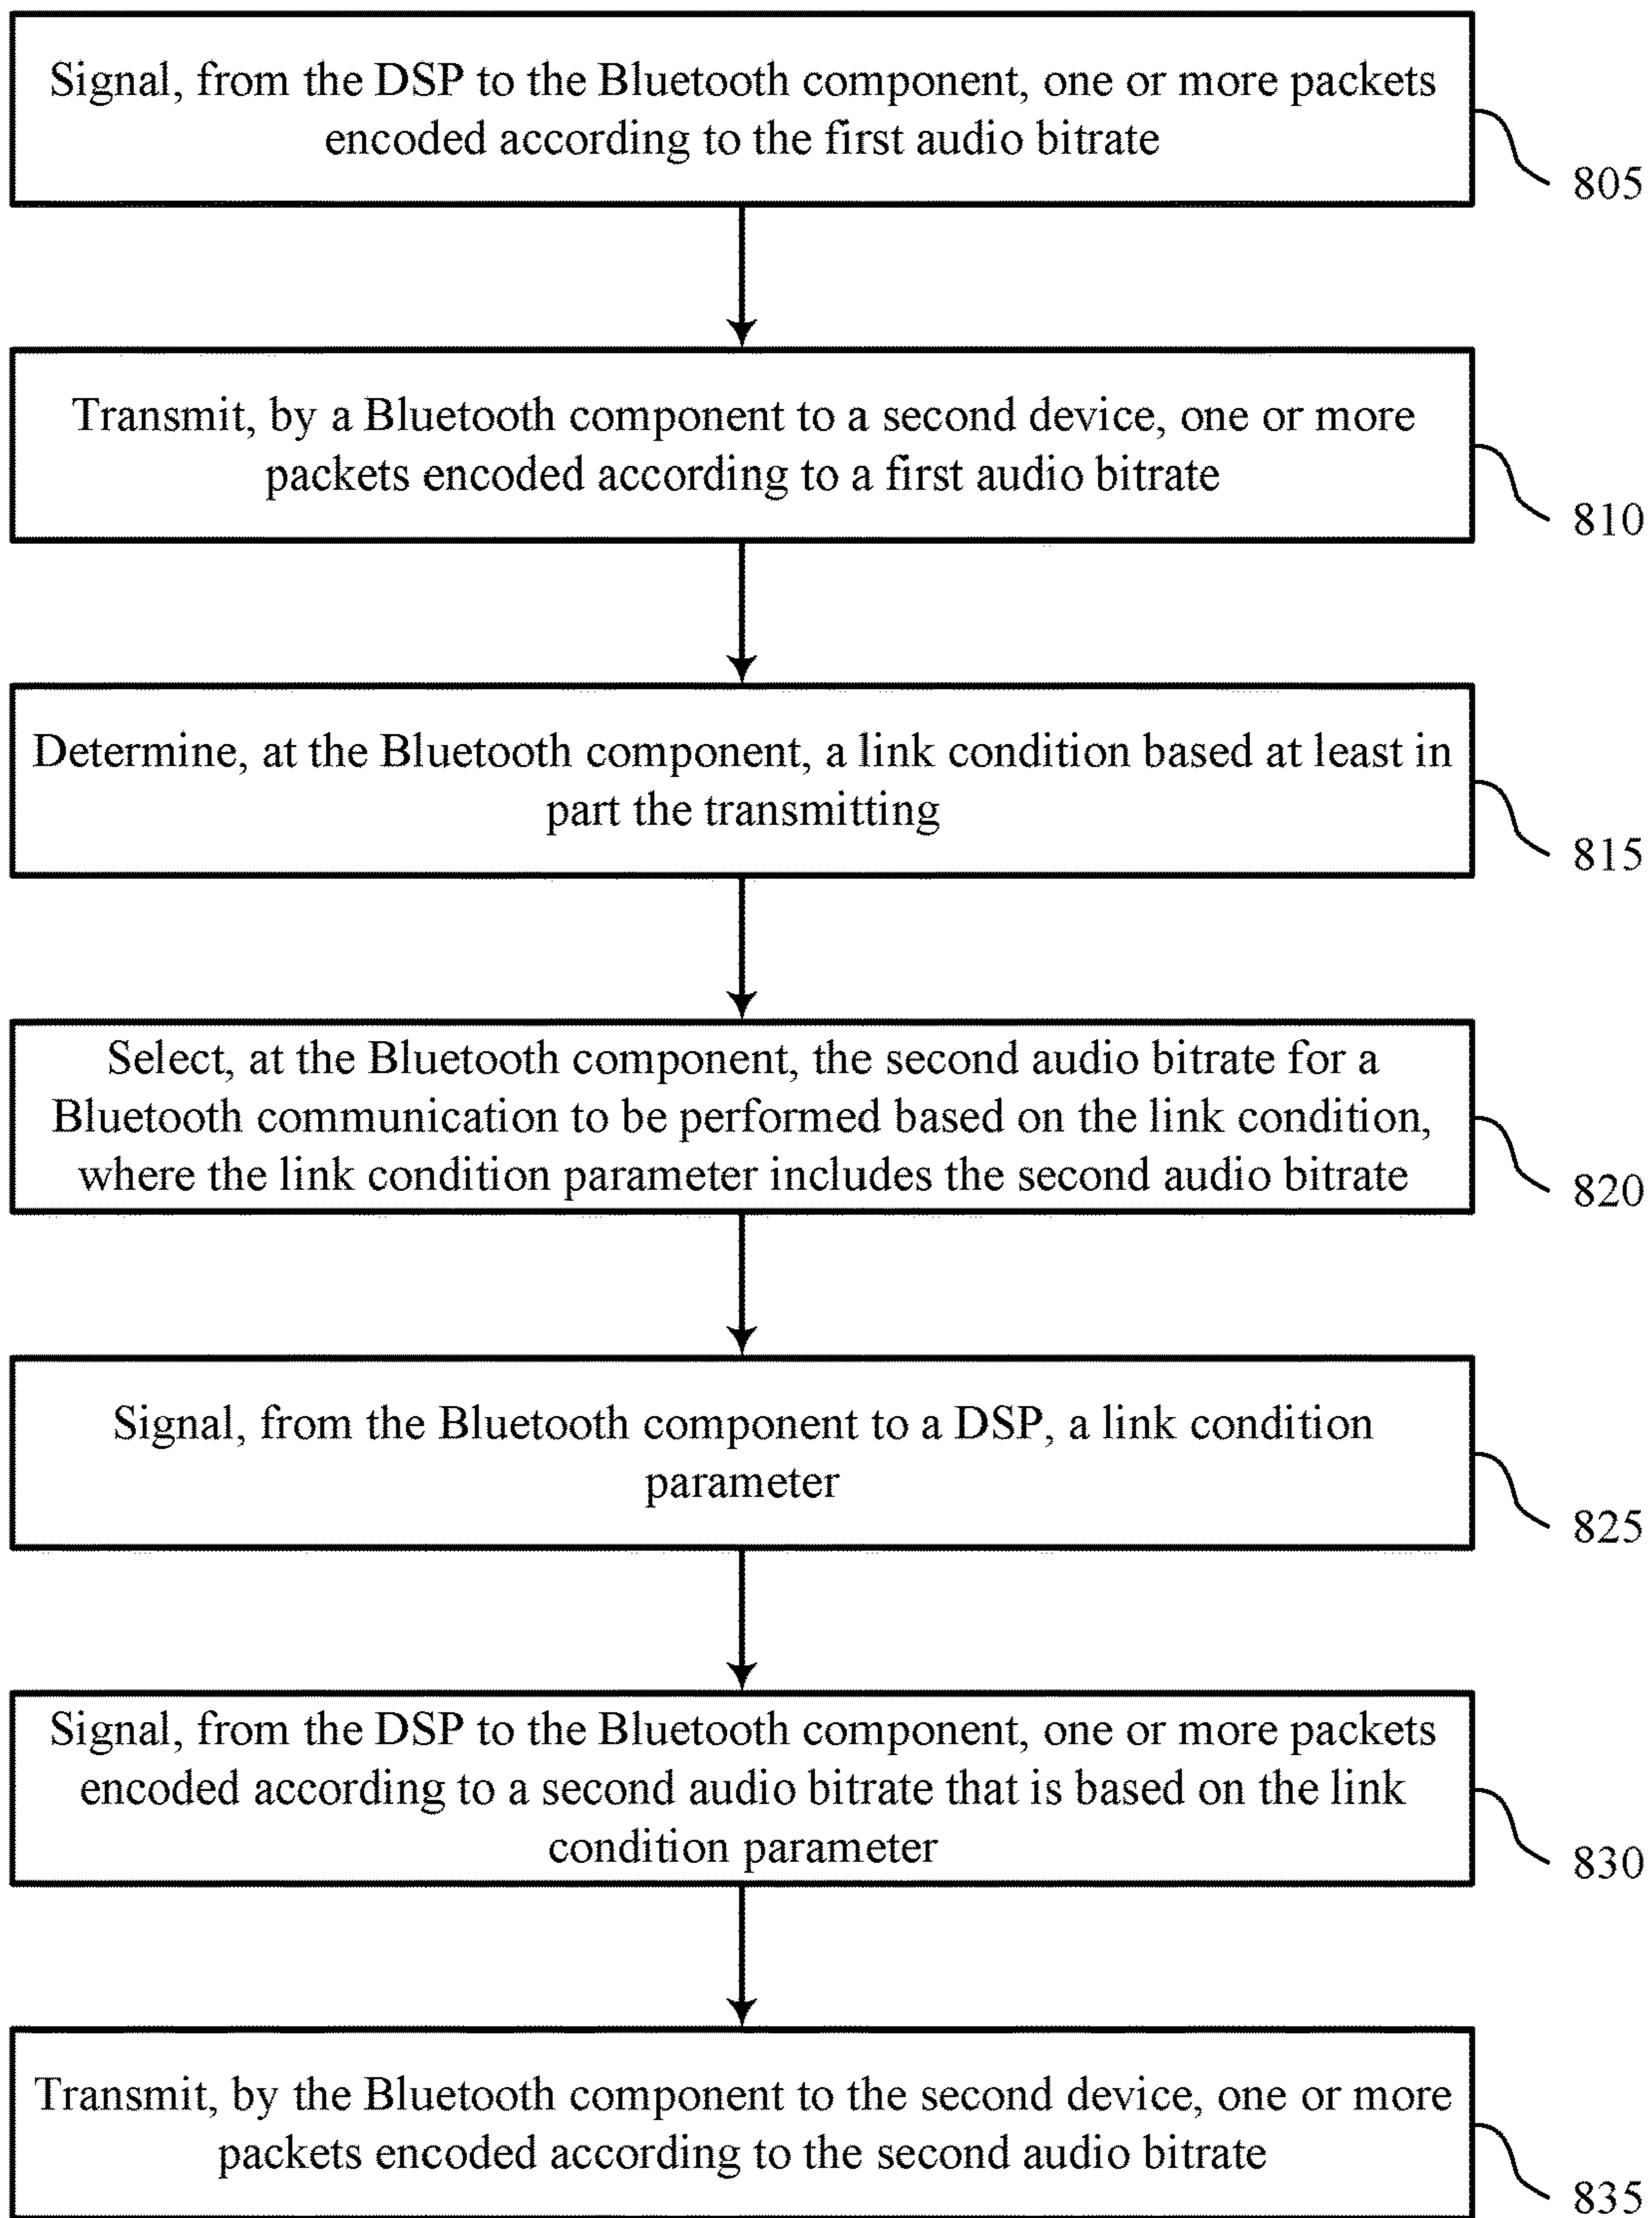 Signal, from the DSP to the Bluetooth component, one or more packets
encoded according to the first audio bitrate
805
Transmit, by a Bluetooth component to a second device, one or more
packets encoded according to a first audio bitrate
810
Determine, at the Bluetooth component, a link condition based at least in
part the transmitting
815
Select, at the Bluetooth component, the second audio bitrate for a
Bluetooth communication to be performed based on the link condition,
where the link condition parameter includes the second audio bitrate
820
Signal, from the Bluetooth component to a DSP, a link condition
parameter
825
Signal, from the DSP to the Bluetooth component, one or more packets
encoded according to a second audio bitrate that is based on the link
condition parameter
830
Transmit, by the Bluetooth component to the second device, one or more
packets encoded according to the second audio bitrate
835